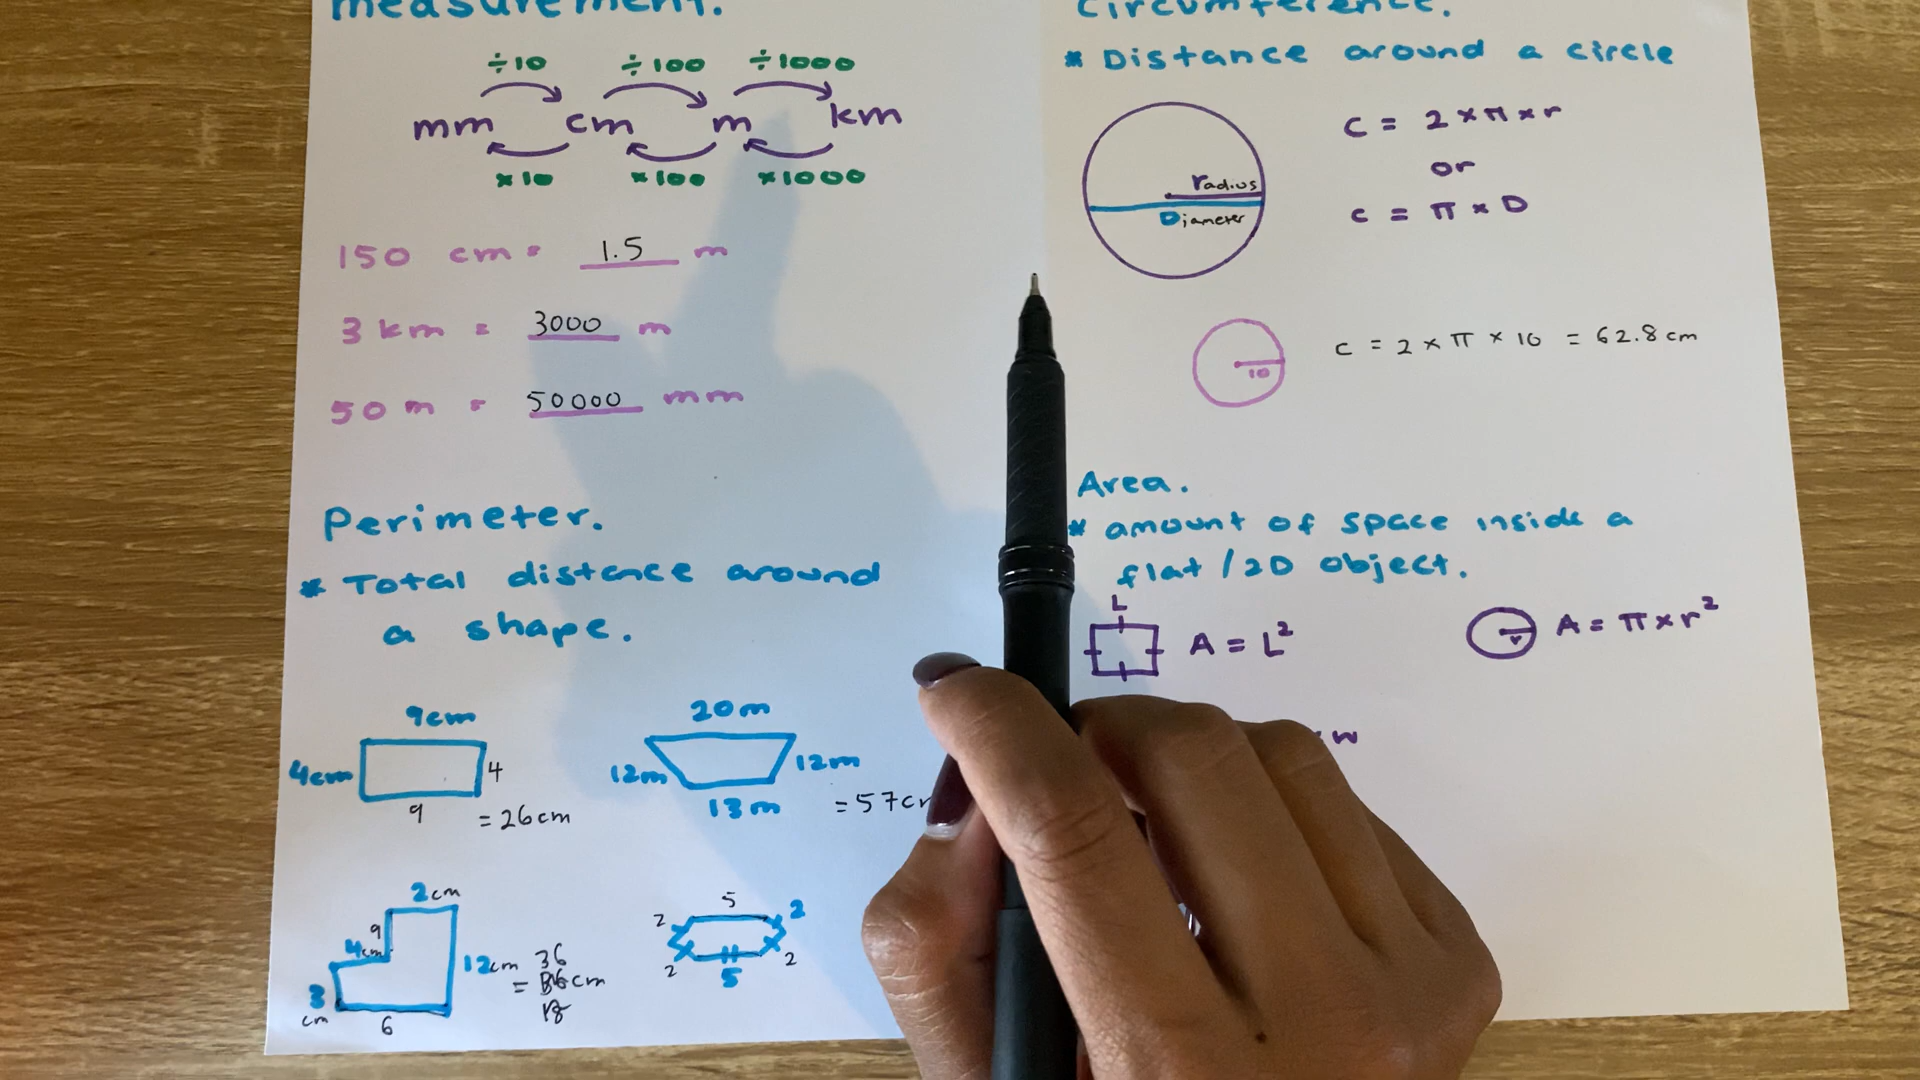 measurement.
÷10 ÷100 ÷1000
mm cm m km
×10 ×100 ×1000
150 cm = 1.5 m
3 km = 3000 m
50 m = 50000 mm
Perimeter.
* Total distance around
a shape.
9cm
4cm 4
9 = 26cm
20m
12m 12m
13m = 57c
2cm
9
4cm
12cm 36
= cm
3
cm 6
5
2 2
2 2
5
Circumference.
* Distance around a circle
radius
Diameter
C = 2 × π × r
or
C = π × D
10
C = 2 × π × 10 = 62.8 cm
Area.
* amount of space inside a
flat / 2D object.
L
A = L²
r
A = π × r²
w